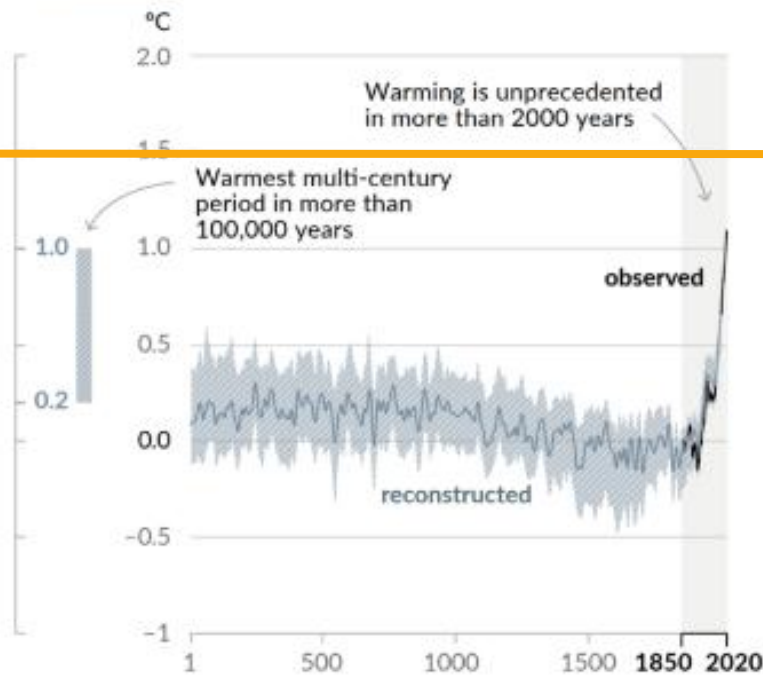 °C
2.0
Warming is unprecedented
in more than 2000 years
1.5
Warmest multi-century
period in more than
100,000 years
1.0
1.0
observed
0.5
0.2
0.0
reconstructed
−0.5
−1
1
500
1000
1500
1850
2020